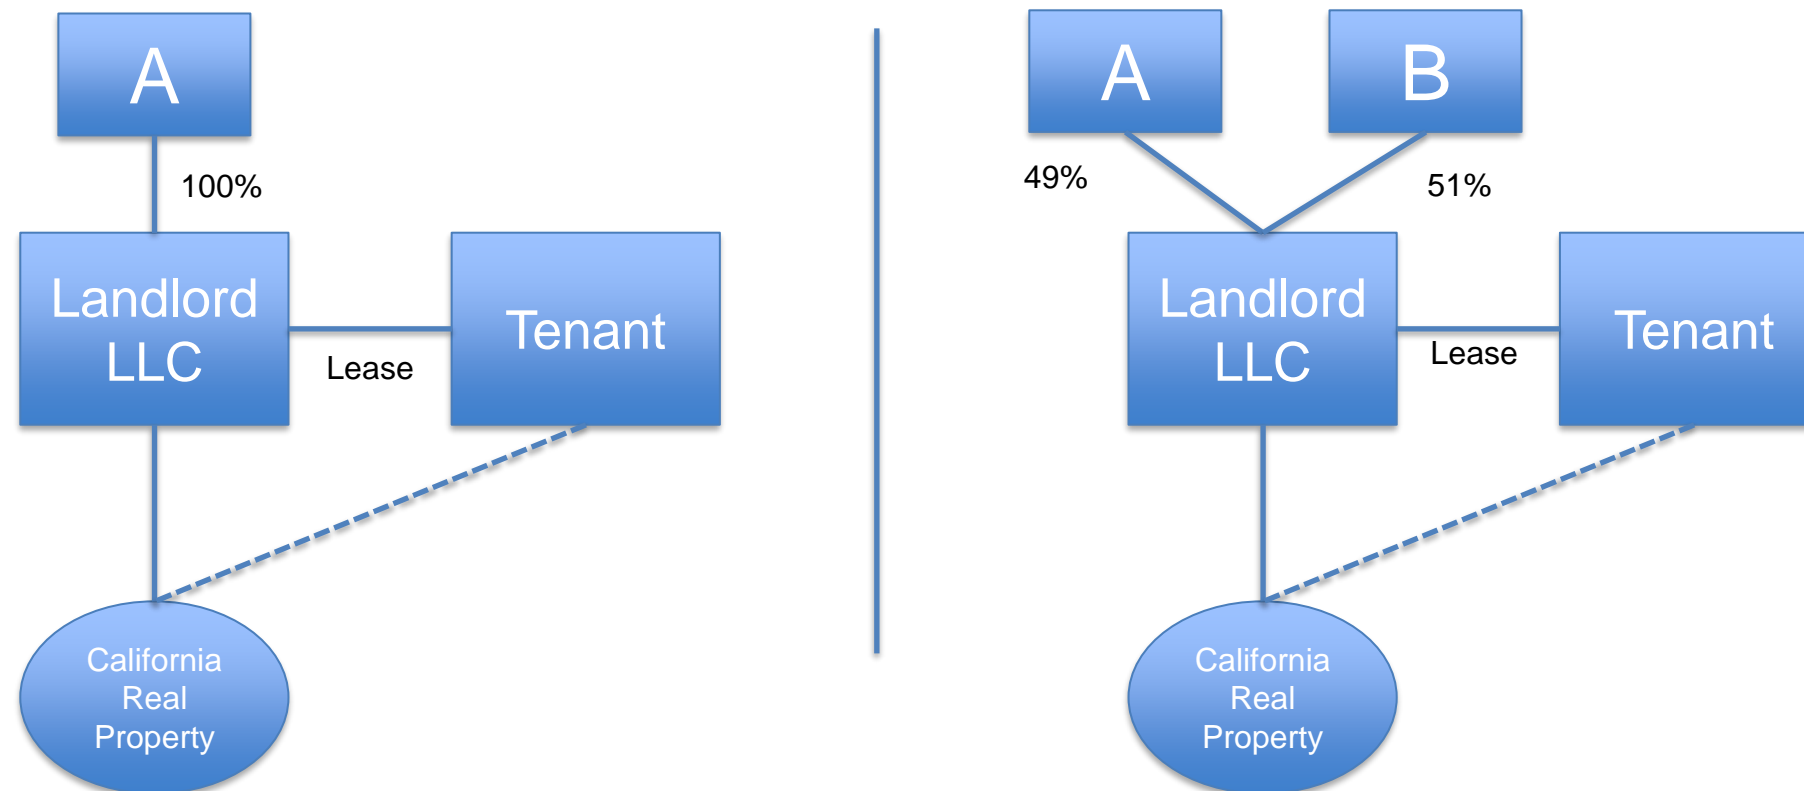 A
100%
Landlord
LLC
Lease
Tenant
California
Real
Property
A
B
49%
51%
Landlord
LLC
Lease
Tenant
California
Real
Property